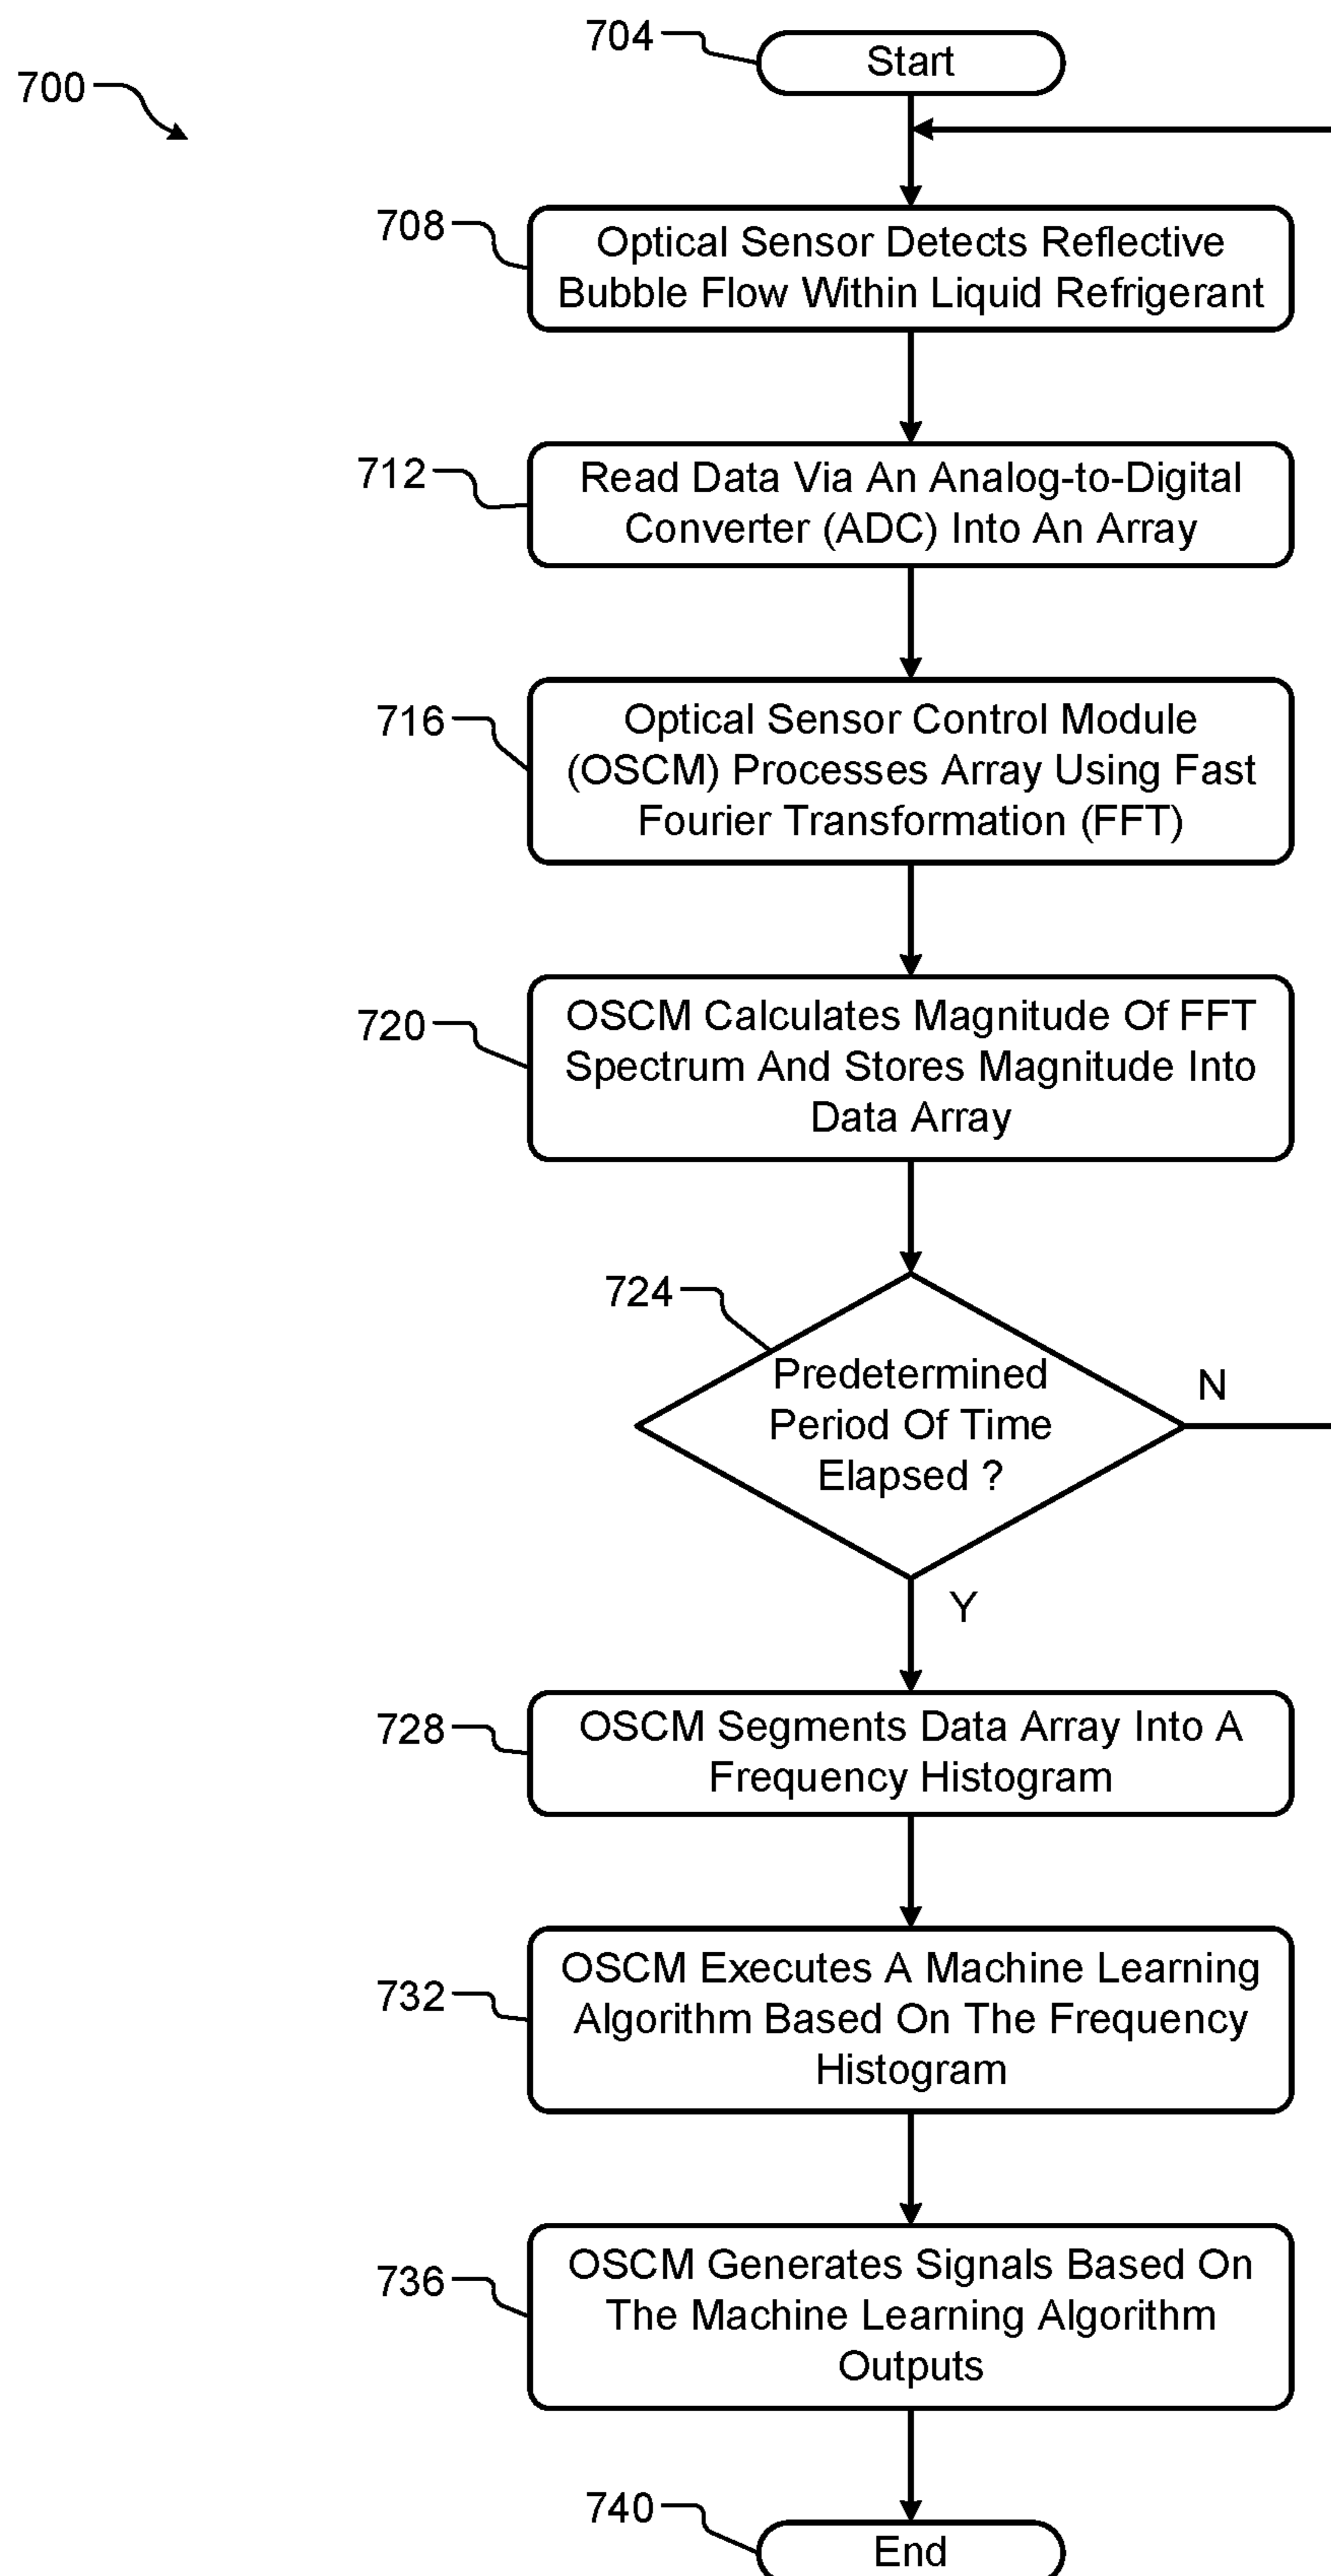 704
Start
700
708
Optical Sensor Detects Reflective
Bubble Flow Within Liquid Refrigerant
712
Read Data Via An Analog-to-Digital
Converter (ADC) Into An Array
716
Optical Sensor Control Module
(OSCM) Processes Array Using Fast
Fourier Transformation (FFT)
720
OSCM Calculates Magnitude Of FFT
Spectrum And Stores Magnitude Into
Data Array
724
Predetermined
Period Of Time
Elapsed ?
N
Y
728
OSCM Segments Data Array Into A
Frequency Histogram
732
OSCM Executes A Machine Learning
Algorithm Based On The Frequency
Histogram
736
OSCM Generates Signals Based On
The Machine Learning Algorithm
Outputs
740
End